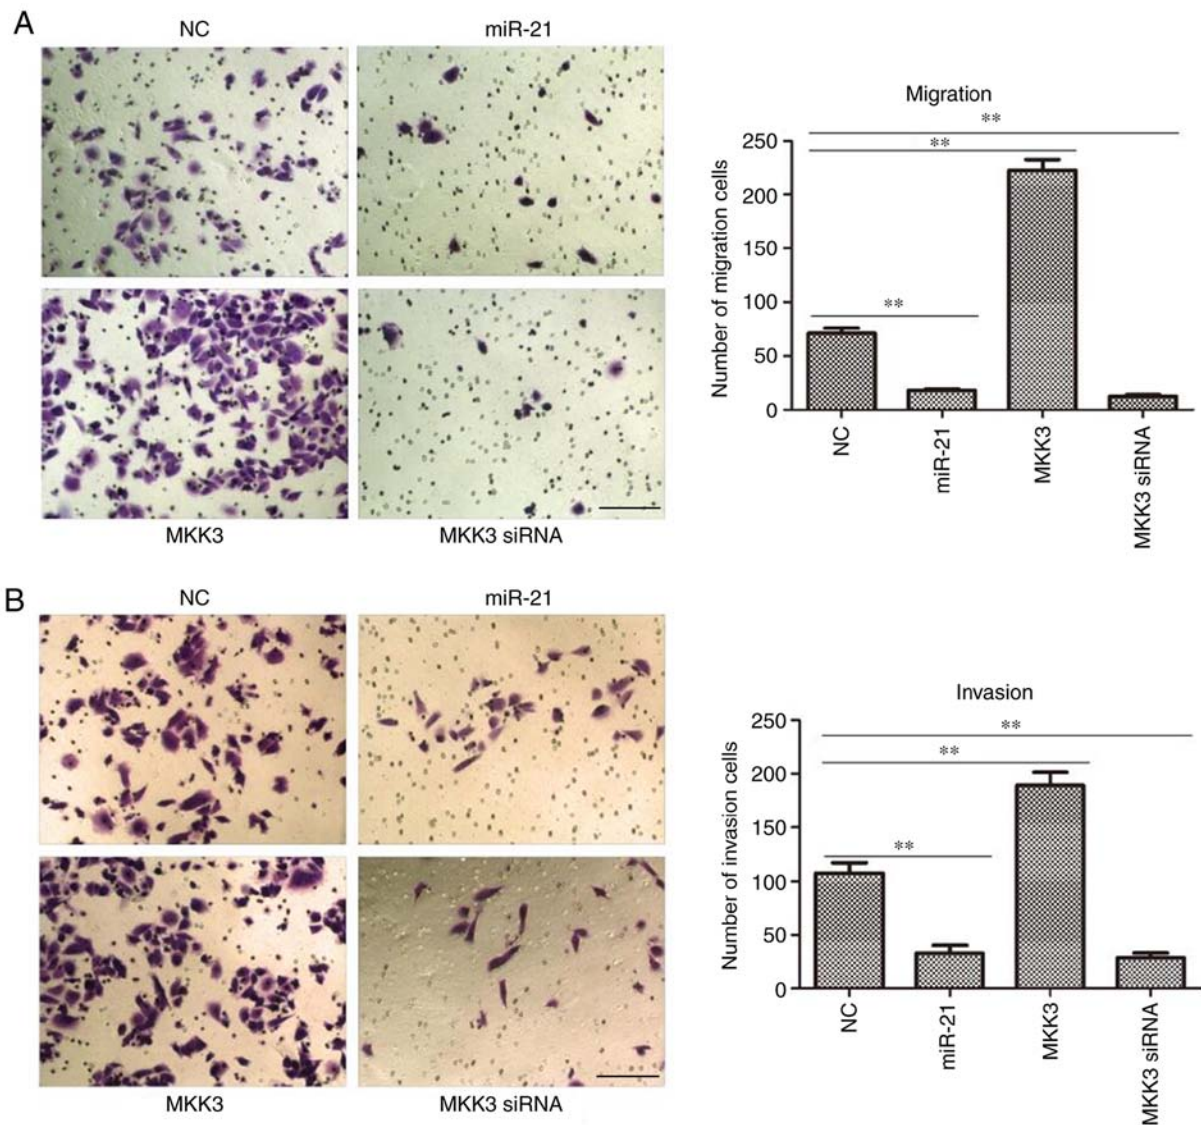 A
NC
miR-21
MKK3
MKK3 siRNA
Migration
Number of migration cells
250
200
150
100
50
0
**
**
**
NC
miR-21
MKK3
MKK3 siRNA
B
NC
miR-21
MKK3
MKK3 siRNA
Invasion
Number of invasion cells
250
200
150
100
50
0
**
**
**
NC
miR-21
MKK3
MKK3 siRNA